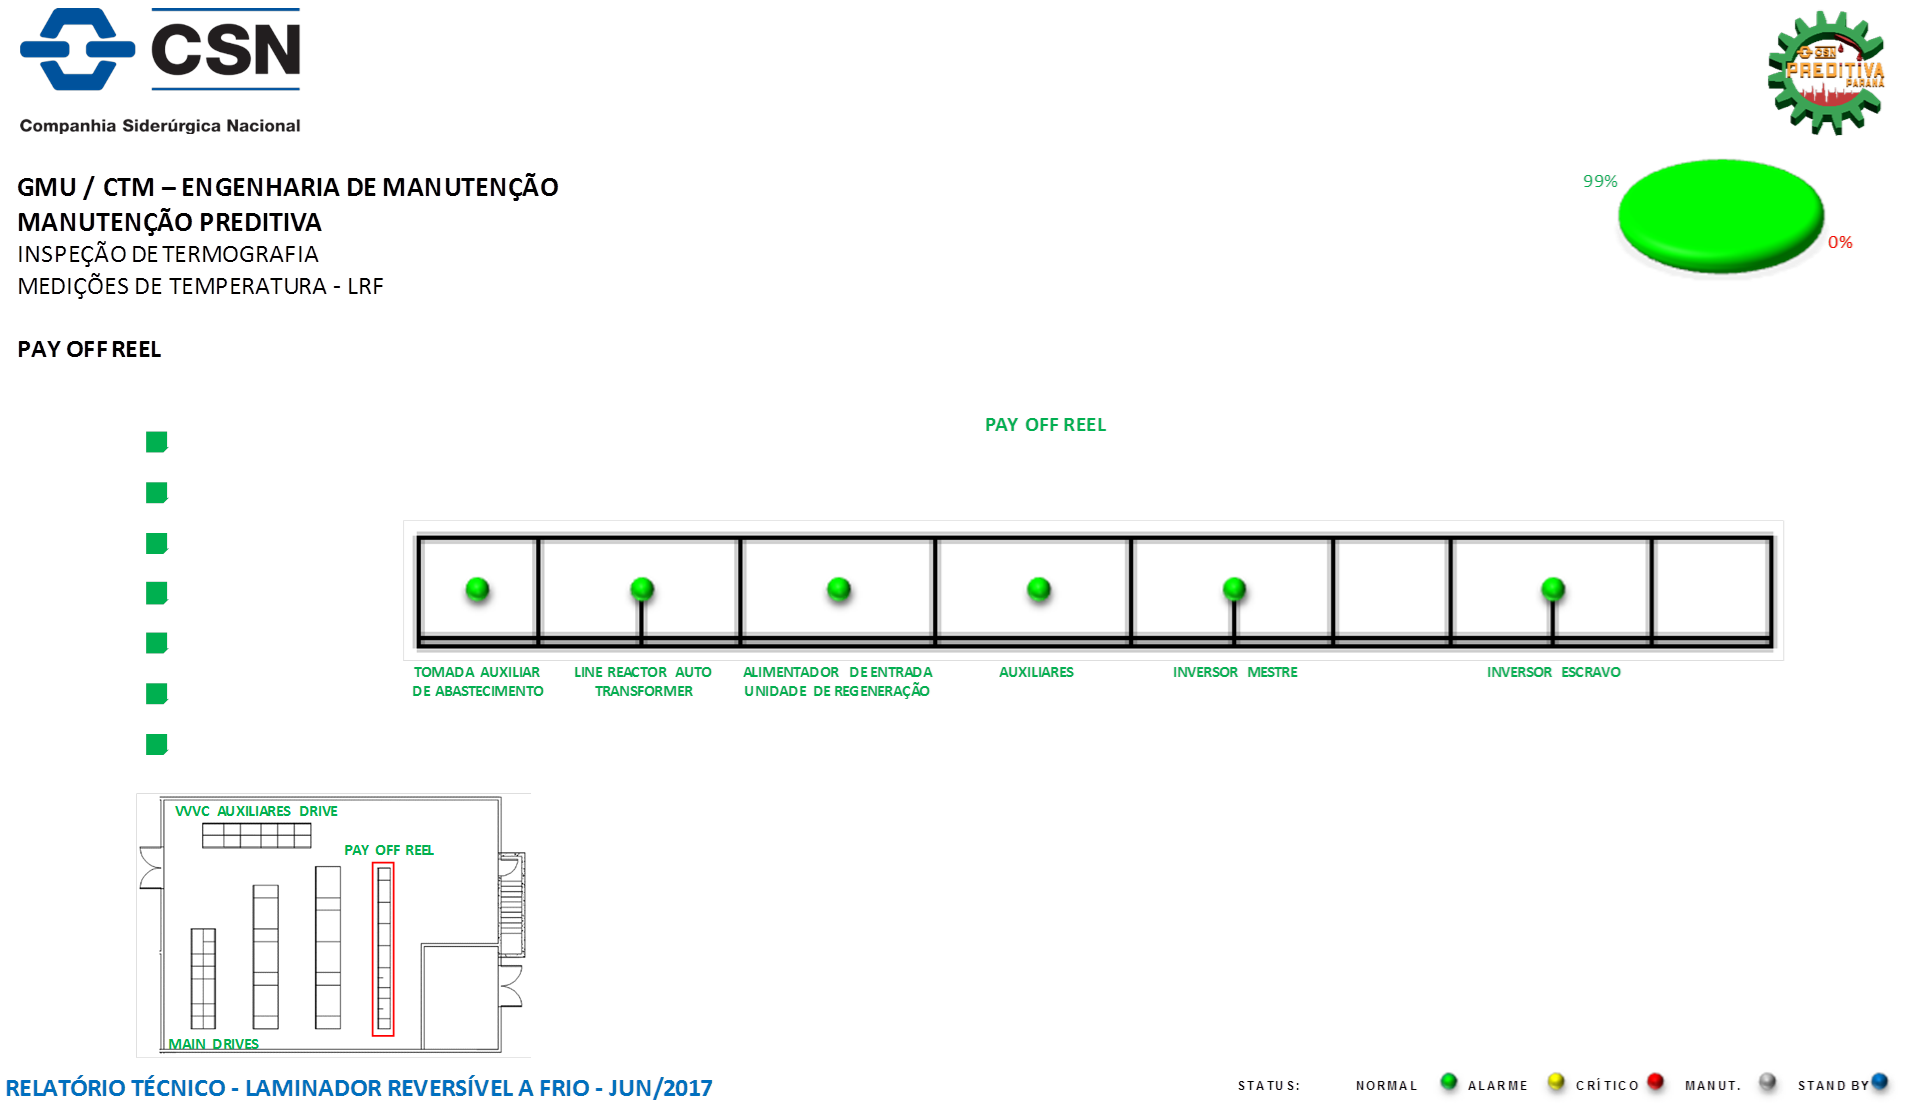 CSN
Companhia Siderúrgica Nacional
CSN
PREDITIVA
PARANÁ
GMU / CTM – ENGENHARIA DE MANUTENÇÃO
MANUTENÇÃO PREDITIVA
INSPEÇÃO DE TERMOGRAFIA
MEDIÇÕES DE TEMPERATURA - LRF
99%
0%
PAY OFF REEL
PAY OFF REEL
TOMADA AUXILIAR
DE ABASTECIMENTO
LINE REACTOR AUTO
TRANSFORMER
ALIMENTADOR DE ENTRADA
UNIDADE DE REGENERAÇÃO
AUXILIARES
INVERSOR MESTRE
INVERSOR ESCRAVO
VVVC AUXILIARES DRIVE
PAY OFF REEL
MAIN DRIVES
RELATÓRIO TÉCNICO - LAMINADOR REVERSÍVEL A FRIO - JUN/2017
STATUS: NORMAL ALARME CRÍTICO MANUT. STAND BY